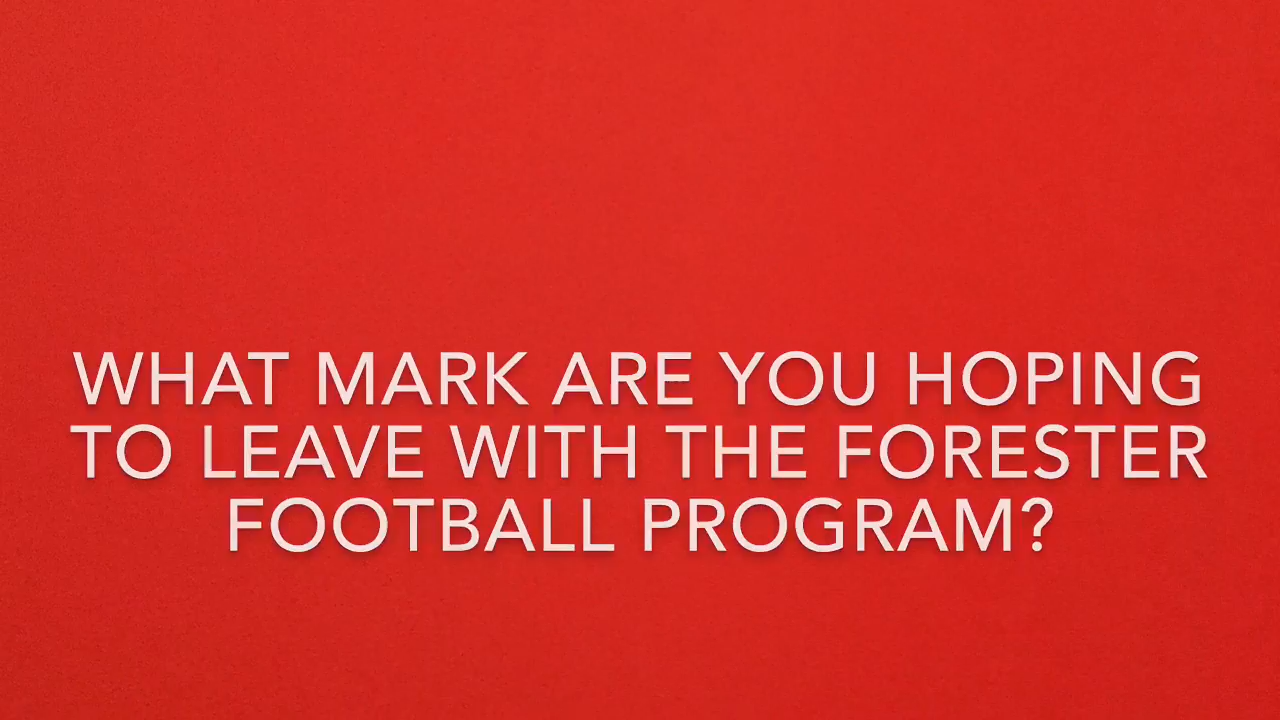 WHAT MARK ARE YOU HOPING
TO LEAVE WITH THE FORESTER
FOOTBALL PROGRAM?